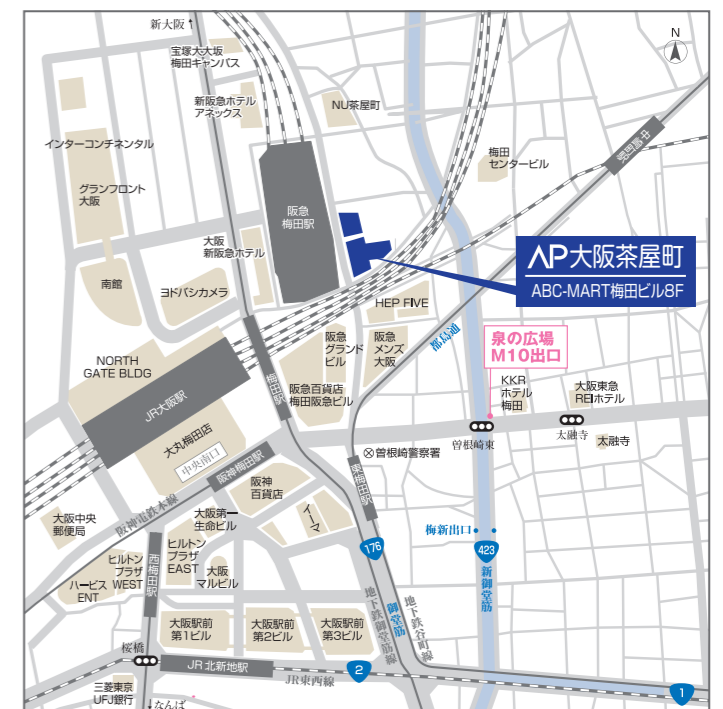 新大阪
N
宝塚大大坂
梅田キャンパス
新阪急ホテル
アネックス
NU茶屋町
インターコンチネンタル
グランフロント
大阪
梅田
センタービル
中崎町駅
阪急
梅田駅
大阪
新阪急ホテル
AP大阪茶屋町
ABC-MART梅田ビル8F
南館
ヨドバシカメラ
HEP FIVE
泉の広場
M10出口
阪急
グランド
ビル
阪急
メンズ
大阪
NORTH
GATE BLDG
梅田駅
KKR
ホテル
梅田
大阪東急
REIホテル
阪急百貨店
梅田阪急ビル
JR大阪駅
大丸梅田店
中央南口
曽根崎警察署
曽根崎東
太融寺
太融寺
阪神梅田駅
阪神
百貨店
東梅田駅
イーマ
大阪中央
郵便局
阪神電鉄本線
大阪第一
生命ビル
梅新出口
ヒルトン
プラザ
EAST
176
423
ヒルトン
プラザ
WEST
西梅田駅
大阪
マルビル
ハービス
ENT
新御堂筋
御堂筋
地下鉄御堂筋線
地下鉄谷町線
大阪駅前
第1ビル
大阪駅前
第2ビル
大阪駅前
第3ビル
桜橋
JR北新地駅
2
JR東西線
1
三菱東京
UFJ銀行
なんば